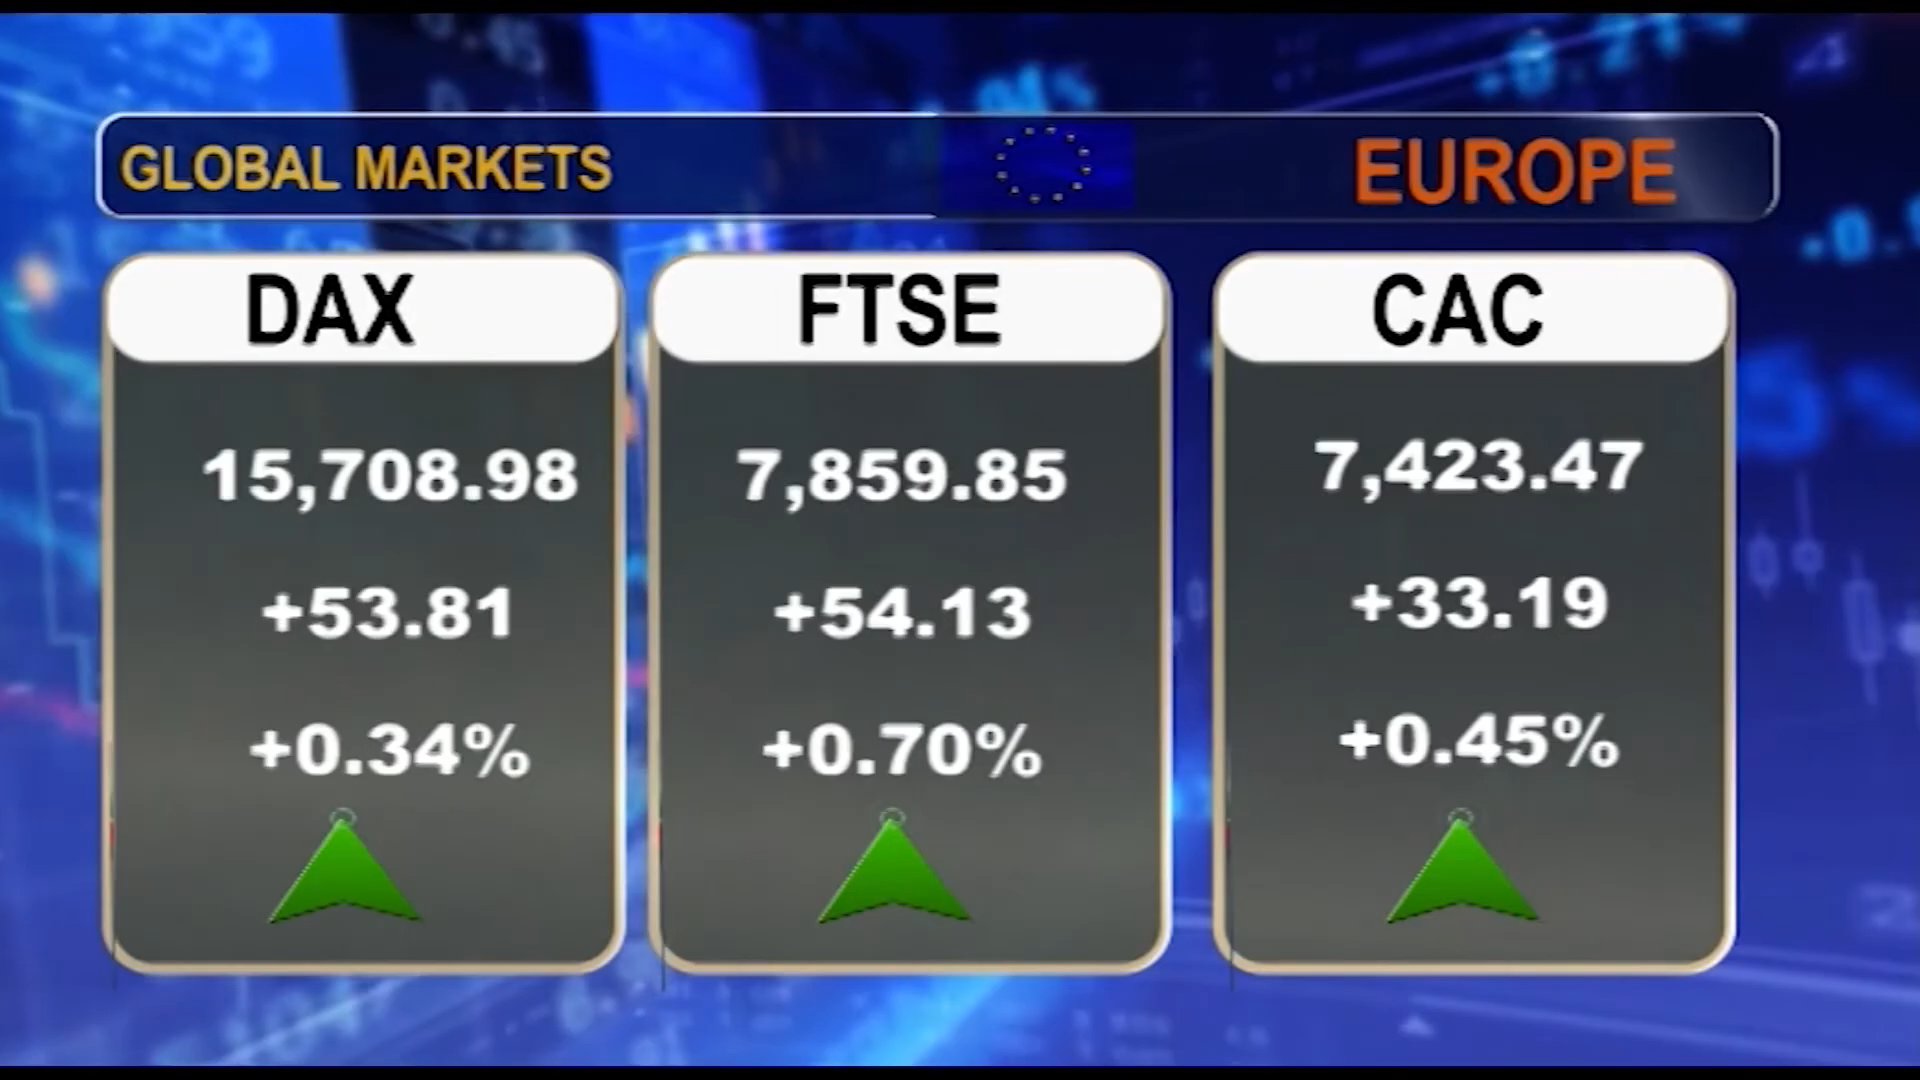 GLOBAL MARKETS
EUROPE
DAX
15,708.98
+53.81
+0.34%
FTSE
7,859.85
+54.13
+0.70%
CAC
7,423.47
+33.19
+0.45%